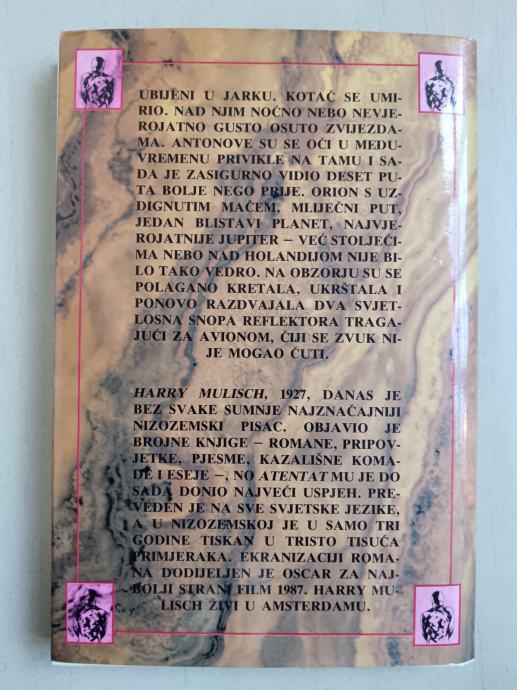 UBIJENI U JARKU. KOTAČ SE UMI-
RIO. NAD NJIM NOĆNO NEBO NEVJE-
ROJATNO GUSTO OSUTO ZVIJEZDA-
MA. ANTONOVE SU SE OČI U MEĐU-
VREMENU PRIVIKLE NA TAMU I SA-
DA JE ZASIGURNO VIDIO DESET PU-
TA BOLJE NEGO PRIJE. ORION S UZ-
DIGNUTIM MAČEM, MLIJEČNI PUT,
JEDAN BLISTAVI PLANET, NAJVJE-
ROJATNIJE JUPITER — VEĆ STOLJEĆI-
MA NEBO NAD HOLANDIJOM NIJE BI-
LO TAKO VEDRO. NA OBZORJU SU SE
POLAGANO KRETALA, UKRŠTALA I
PONOVO RAZDVAJALA DVA SVJET-
LOSNA SNOPA REFLEKTORA TRAGA-
JUĆI ZA AVIONOM, ČIJI SE ZVUK NI-
JE MOGAO ČUTI.
HARRY MULISCH, 1927, DANAS JE
BEZ SVAKE SUMNJE NAJZNAČAJNIJI
NIZOZEMSKI PISAC. OBJAVIO JE
BROJNE KNJIGE — ROMANE, PRIPOV-
JETKE, PJESME, KAZALIŠNE KOMA-
DE I ESEJE —, NO ATENTAT MU JE DO
SADA DONIO NAJVEĆI USPJEH. PRE-
VEDEN JE NA SVE SVJETSKE JEZIKE,
A U NIZOZEMSKOJ JE U SAMO TRI
GODINE TISKAN U TRISTO TISUĆA
PRIMJERAKA. EKRANIZACIJI ROMA-
NA DODIJELJEN JE OSCAR ZA NAJ-
BOLJI STRANI FILM 1987. HARRY MU-
LISCH ŽIVI U AMSTERDAMU.